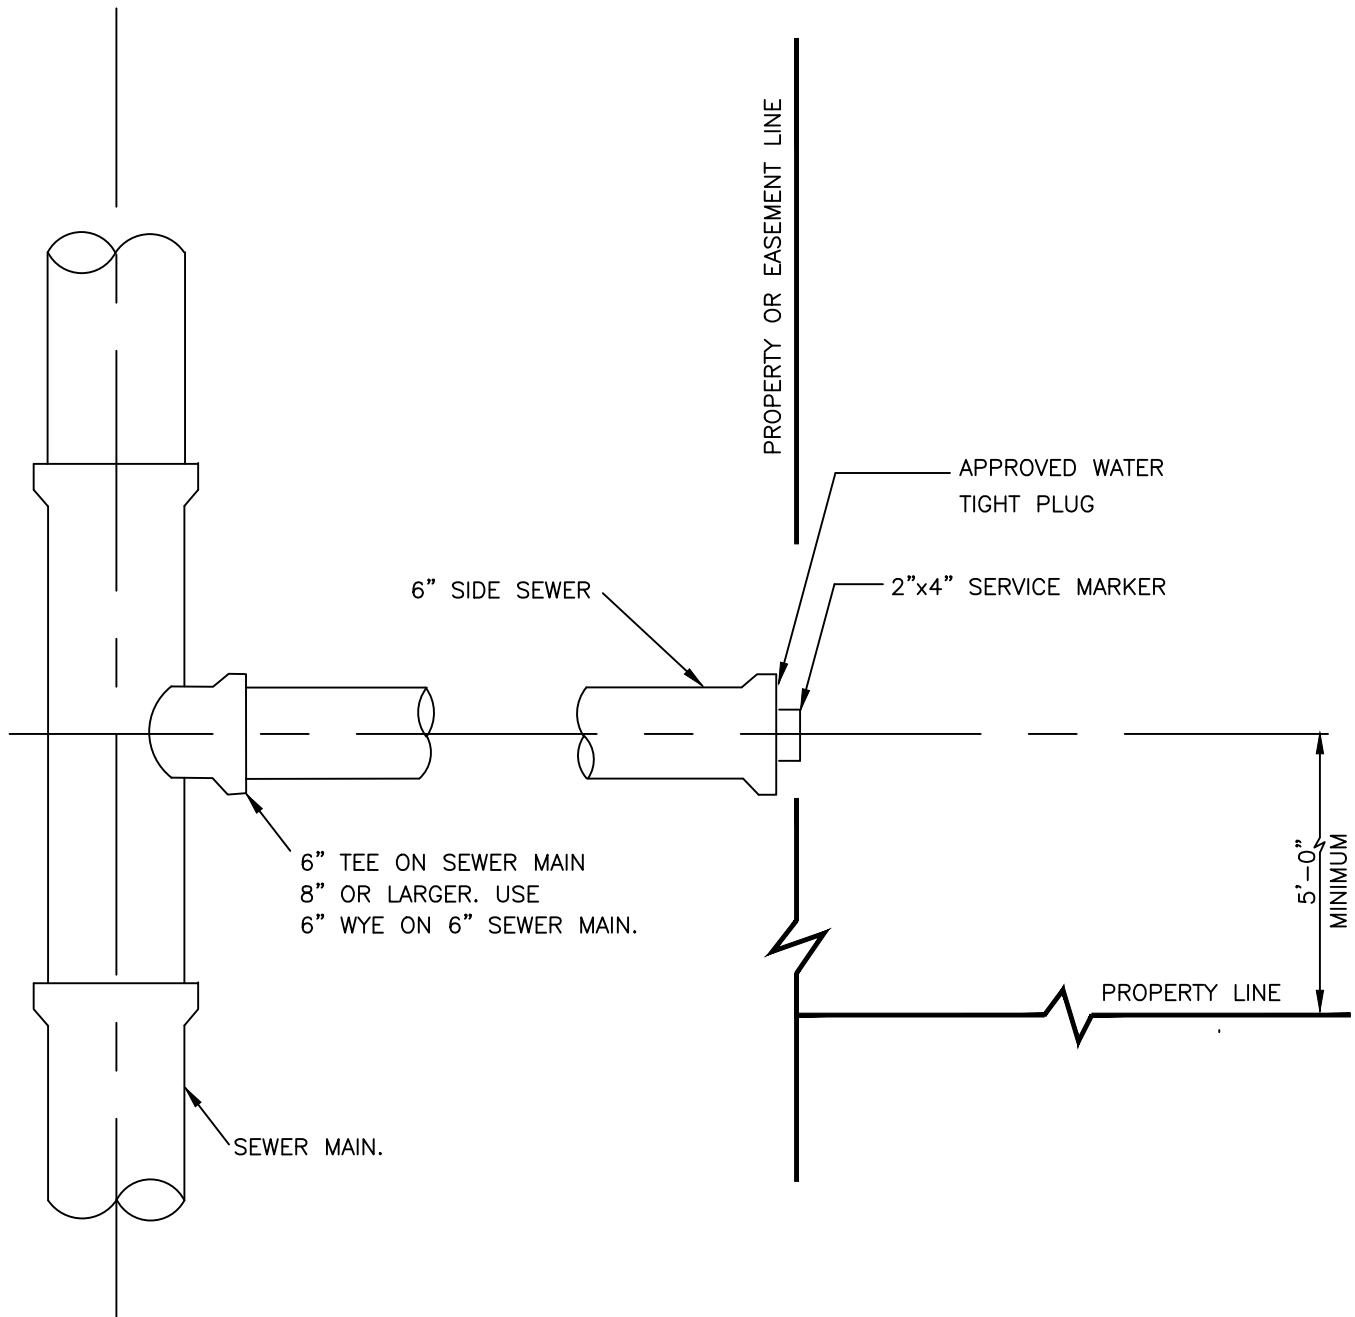 PROPERTY OR EASEMENT LINE
APPROVED WATER
TIGHT PLUG
6" SIDE SEWER
2"x4" SERVICE MARKER
6" TEE ON SEWER MAIN
8" OR LARGER. USE
6" WYE ON 6" SEWER MAIN.
5'-0"
MINIMUM
PROPERTY LINE
SEWER MAIN.